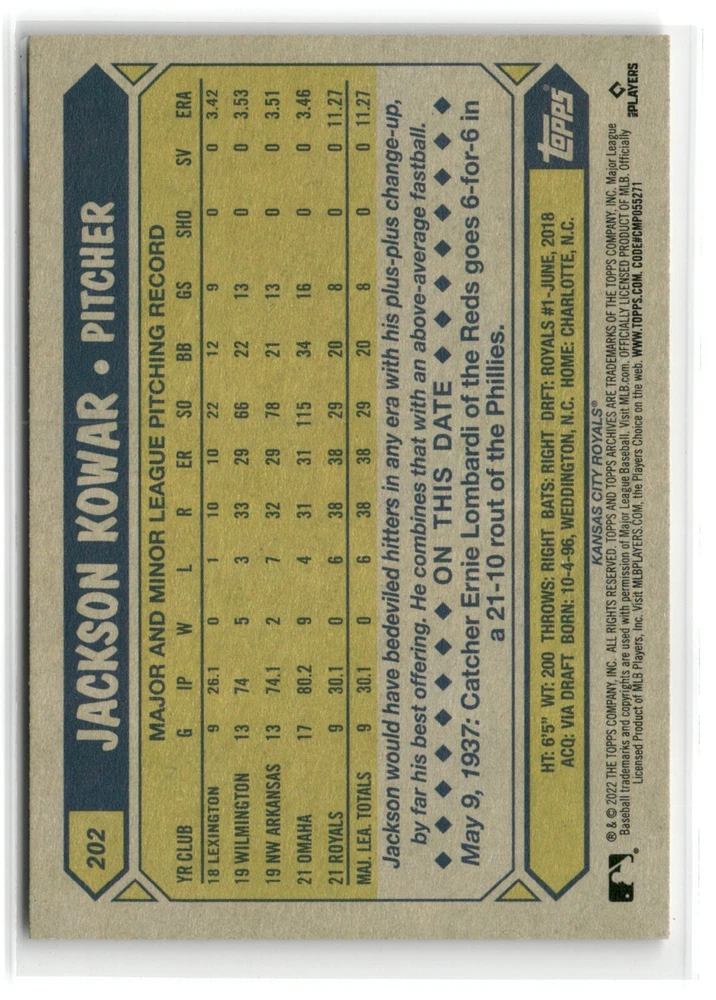 202
JACKSON KOWAR • PITCHER
MAJOR AND MINOR LEAGUE PITCHING RECORD
YR CLUB G IP W L R ER SO BB GS SHO SV ERA
18 LEXINGTON 9 26.1 0 1 10 10 22 12 9 0 0 3.42
19 WILMINGTON 13 74 5 3 33 29 66 22 13 0 0 3.53
19 NW ARKANSAS 13 74.1 2 7 32 29 78 21 13 0 0 3.51
21 OMAHA 17 80.2 9 4 31 31 115 34 16 0 0 3.46
21 ROYALS 9 30.1 0 6 38 38 29 20 8 0 0 11.27
MAJ. LEA. TOTALS 9 30.1 0 6 38 38 29 20 8 0 0 11.27
Jackson would have bedeviled hitters in any era with his plus-plus change-up,
by far his best offering. He combines that with an above-average fastball.
◆ ◆ ◆ ◆ ◆ ◆ ◆ ◆ ON THIS DATE ◆ ◆ ◆ ◆ ◆ ◆ ◆ ◆
May 9, 1937: Catcher Ernie Lombardi of the Reds goes 6-for-6 in
a 21-10 rout of the Phillies.
HT: 6'5" WT: 200 THROWS: RIGHT BATS: RIGHT DRFT: ROYALS #1-JUNE, 2018
ACQ: VIA DRAFT BORN: 10-4-96, WEDDINGTON, N.C. HOME: CHARLOTTE, N.C.
TOPPS
KANSAS CITY ROYALS®
® & © 2022 THE TOPPS COMPANY, INC. ALL RIGHTS RESERVED. TOPPS AND TOPPS ARCHIVES ARE TRADEMARKS OF THE TOPPS COMPANY, INC. Major League
Baseball trademarks and copyrights are used with permission of Major League Baseball. Visit MLB.com. OFFICIALLY LICENSED PRODUCT OF MLB. Officially
Licensed Product of MLB Players, Inc. Visit MLBPLAYERS.COM, the Players Choice on the web. WWW.TOPPS.COM. CODE#CMP055271
PLAYERS